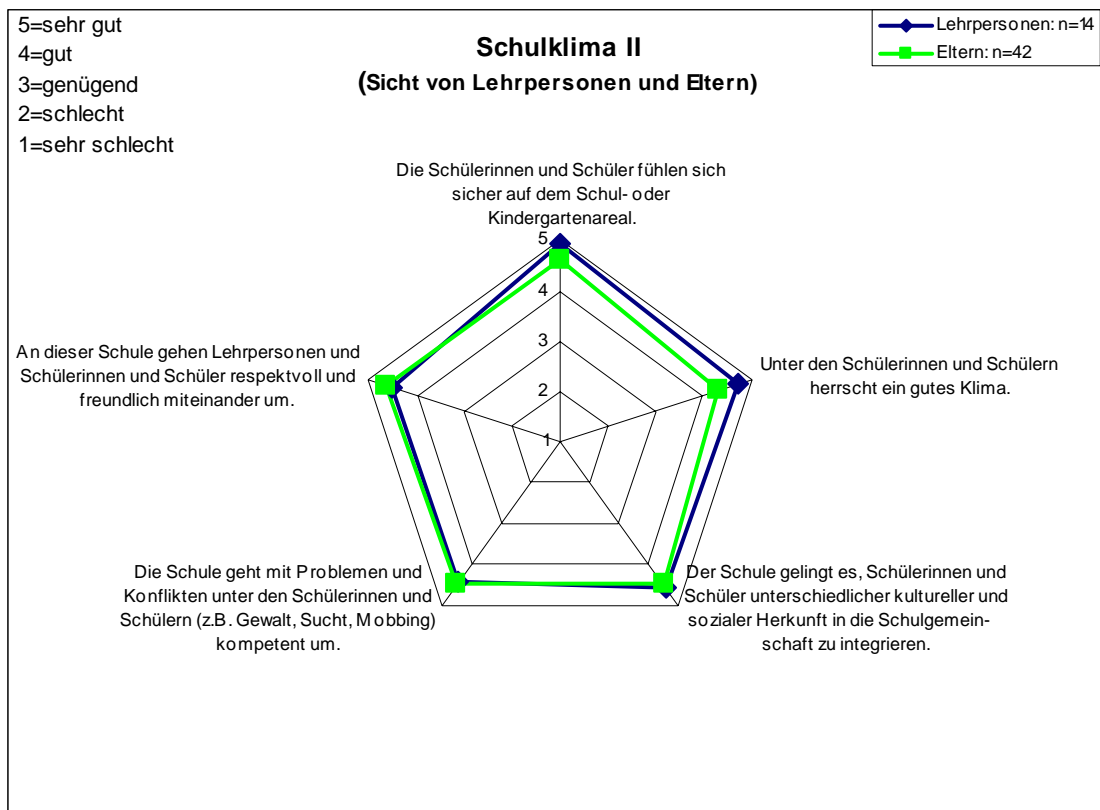 5=sehr gut
4=gut
3=genügend
2=schlecht
1=sehr schlecht
Schulklima II
(Sicht von Lehrpersonen und Eltern)
Lehrpersonen: n=14
Eltern: n=42
Die Schülerinnen und Schüler fühlen sich
sicher auf dem Schul- oder
Kindergartenareal.
5
4
3
2
1
Unter den Schülerinnen und Schülern
herrscht ein gutes Klima.
Der Schule gelingt es, Schülerinnen und
Schüler unterschiedlicher kultureller und
sozialer Herkunft in die Schulgemein-
schaft zu integrieren.
Die Schule geht mit Problemen und
Konflikten unter den Schülerinnen und
Schülern (z.B. Gewalt, Sucht, Mobbing)
kompetent um.
An dieser Schule gehen Lehrpersonen und
Schülerinnen und Schüler respektvoll und
freundlich miteinander um.